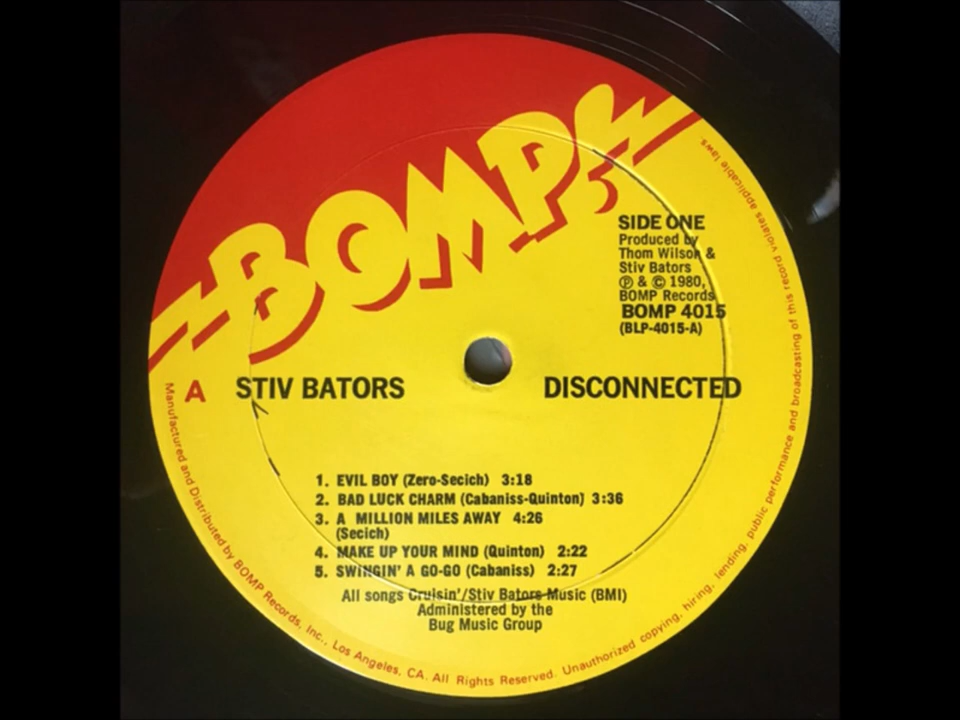 BOMP
SIDE ONE
Produced by
Thom Wilson &
Stiv Bators
℗ & © 1980,
BOMP Records
BOMP 4015
(BLP-4015-A)
A STIV BATORS DISCONNECTED
1. EVIL BOY (Zero-Secich) 3:18
2. BAD LUCK CHARM (Cabaniss-Quinton) 3:36
3. A MILLION MILES AWAY 4:26
(Secich)
4. MAKE UP YOUR MIND (Quinton) 2:22
5. SWINGIN' A GO-GO (Cabaniss) 2:27
All songs Cruisin'/Stiv Bators Music (BMI)
Administered by the
Bug Music Group
Manufactured and Distributed by BOMP Records, Inc., Los Angeles, CA. All Rights Reserved. Unauthorized copying, hiring, lending, public performance and broadcasting of this record violates applicable laws.